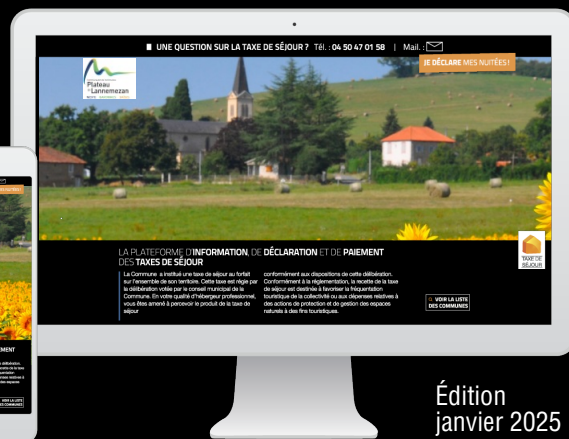 ■ UNE QUESTION SUR LA TAXE DE SÉJOUR ? Tél. : 04 50 47 01 58 | Mail. :
JE DÉCLARE MES NUITÉES !
Plateau
de Lannemezan
LA PLATEFORME D'INFORMATION, DE DÉCLARATION ET DE PAIEMENT
DES TAXES DE SÉJOUR
La Commune a institué une taxe de séjour au forfait
sur l'ensemble de son territoire. Cette taxe est régie par
la délibération votée par le conseil municipal de la
Commune. En votre qualité d'hébergeur professionnel,
vous êtes amené à percevoir le produit de la taxe de
séjour
conformément aux dispositions de cette délibération.
Conformément à la réglementation, la recette de la taxe
de séjour est destinée à favoriser la fréquentation
touristique de la collectivité ou aux dépenses relatives à
des actions de protection et de gestion des espaces
naturels à des fins touristiques.
TAXE DE
SÉJOUR
VOIR LA LISTE
DES COMMUNES
VOIR LA LISTE
DES COMMUNES
Édition
janvier 2025